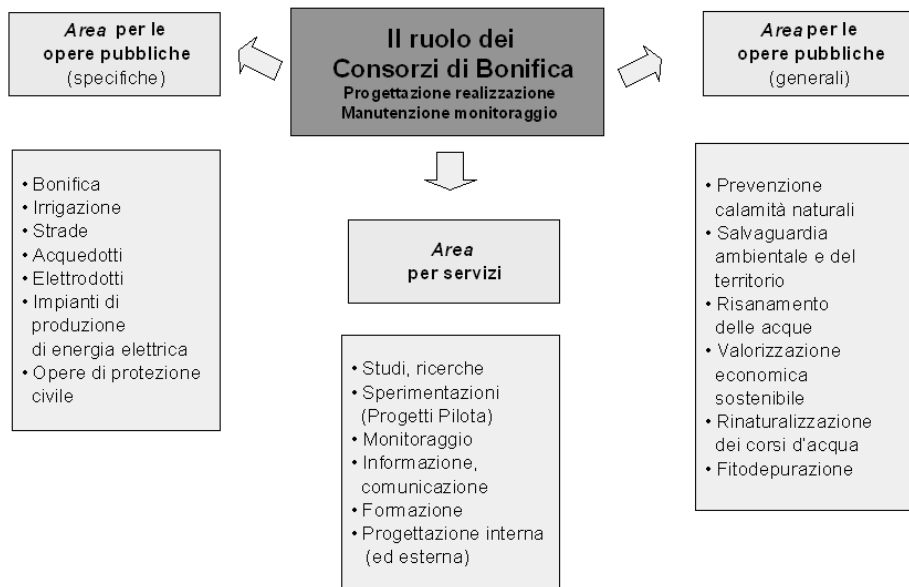 Area per le
opere pubbliche
(specifiche)
Il ruolo dei
Consorzi di Bonifica
Progettazione realizzazione
Manutenzione monitoraggio
Area per le
opere pubbliche
(generali)
• Bonifica
• Irrigazione
• Strade
• Acquedotti
• Elettrodotti
• Impianti di
produzione
di energia elettrica
• Opere di protezione
civile
Area
per servizi
• Studi, ricerche
• Sperimentazioni
(Progetti Pilota)
• Monitoraggio
• Informazione,
comunicazione
• Formazione
• Progettazione interna
(ed esterna)
• Prevenzione
calamità naturali
• Salvaguardia
ambientale e del
territorio
• Risanamento
delle acque
• Valorizzazione
economica
sostenibile
• Rinaturalizzazione
dei corsi d'acqua
• Fitodepurazione